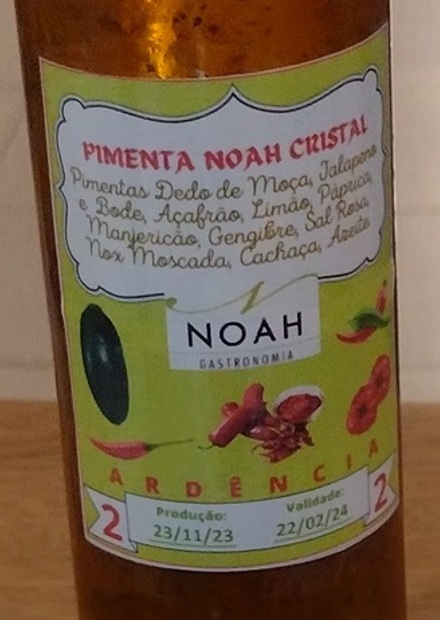 PIMENTA NOAH CRISTAL
Pimentas Dedo de Moça, Jalapeno
e Bode, Açafrão, Limão, Páprica,
Manjericão, Gengibre, Sal Rosa,
Nox Moscada, Cachaça, Azeite
NOAH
GASTRONOMIA
ARDÊNCIA
2
Produção:
23/11/23
Validade:
22/02/24
2